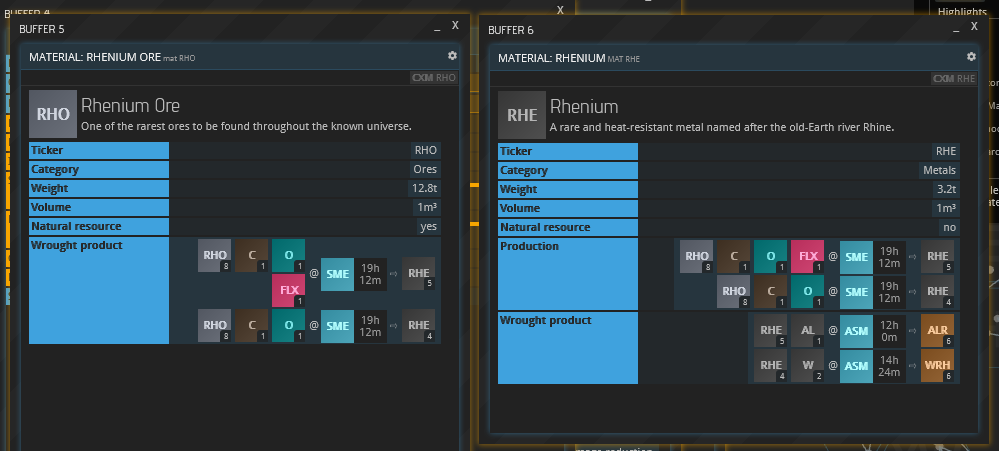 BUFFER 4
X
Highlights
BUFFER 5
_ X
MATERIAL: RHENIUM ORE mat RHO
CXM RHO
RHO
Rhenium Ore
One of the rarest ores to be found throughout the known universe.
Ticker RHO
Category Ores
Weight 12.8t
Volume 1m³
Natural resource yes
Wrought product
RHO 8 C 1 O 1
FLX 1
@ SME 19h 12m ⇨ RHE 5
RHO 8 C 1 O 1 @ SME 19h 12m ⇨ RHE 4
BUFFER 6
_ X
MATERIAL: RHENIUM MAT RHE
CXM RHE
RHE
Rhenium
A rare and heat-resistant metal named after the old-Earth river Rhine.
Ticker RHE
Category Metals
Weight 3.2t
Volume 1m³
Natural resource no
Production
RHO 8 C 1 O 1 FLX 1 @ SME 19h 12m ⇨ RHE 5
RHO 8 C 1 O 1 @ SME 19h 12m ⇨ RHE 4
Wrought product
RHE 5 AL 1 @ ASM 12h 0m ⇨ ALR 6
RHE 4 W 2 @ ASM 14h 24m ⇨ WRH 6